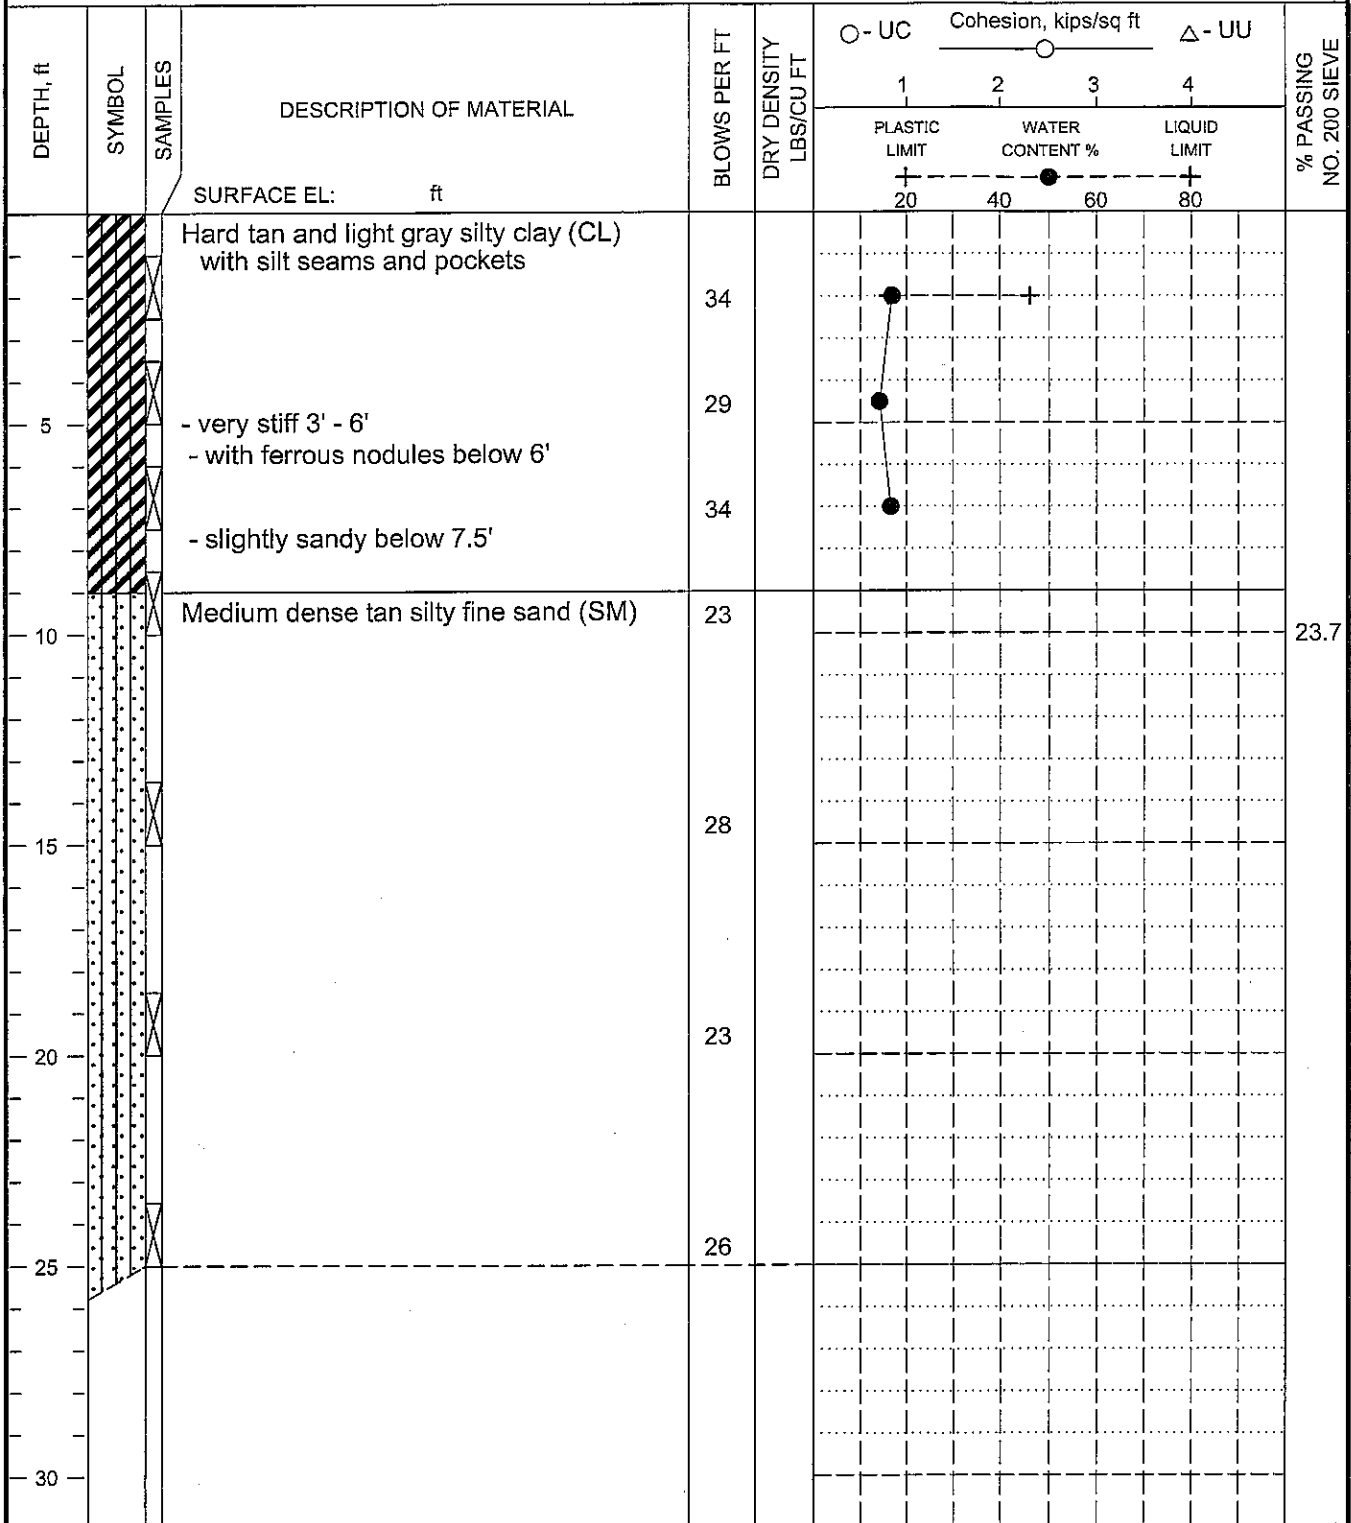 DEPTH, ft
SYMBOL
SAMPLES
DESCRIPTION OF MATERIAL
SURFACE EL: ft
BLOWS PER FT
DRY DENSITY
LBS/CU FT
○ - UC
Cohesion, kips/sq ft
△ - UU
1 2 3 4
PLASTIC
LIMIT
WATER
CONTENT %
LIQUID
LIMIT
20 40 60 80
% PASSING
NO. 200 SIEVE
Hard tan and light gray silty clay (CL)
with silt seams and pockets
34
29
5
- very stiff 3' - 6'
- with ferrous nodules below 6'
34
- slightly sandy below 7.5'
Medium dense tan silty fine sand (SM)
23
10
23.7
28
15
23
20
26
25
30